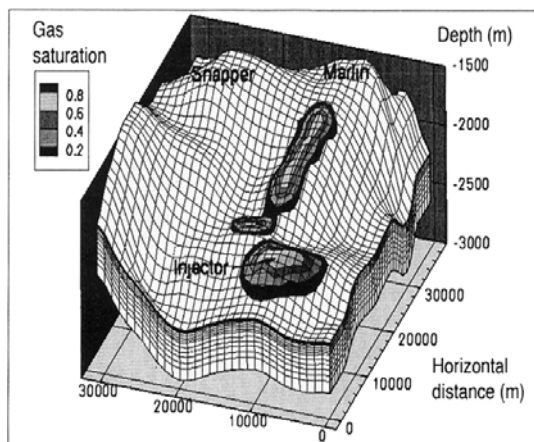 Gas
saturation
0.8
0.6
0.4
0.2
Snapper
Marlin
Injector
Depth (m)
-1500
-2000
-2500
-3000
30000
20000
10000
0
Horizontal
distance (m)
30000
20000
10000
0